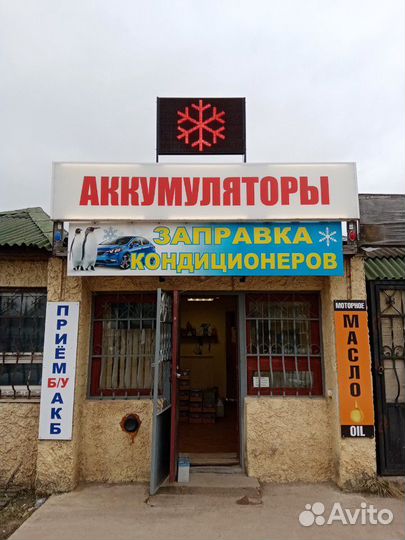 АККУМУЛЯТОРЫ
ЗАПРАВКА
КОНДИЦИОНЕРОВ
ПРИЁМ Б/У АКБ
МОТОРНОЕ
МАСЛО
OIL
Avito